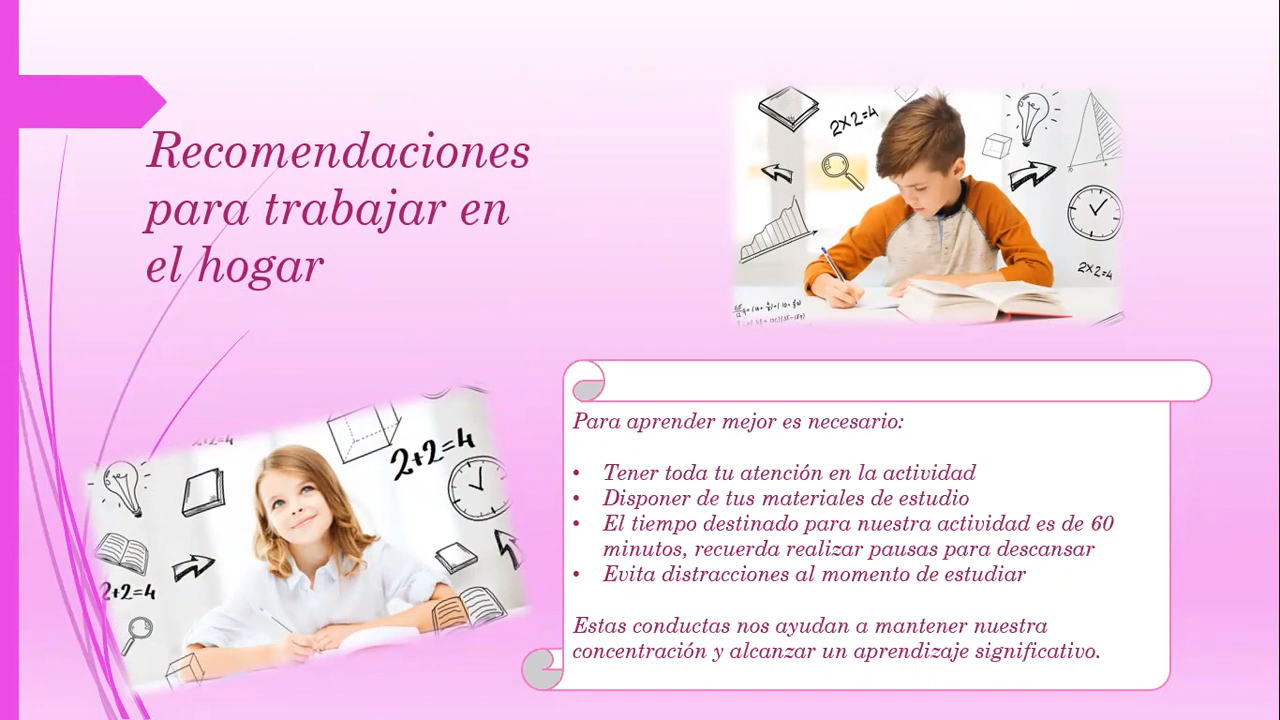 Recomendaciones
para trabajar en
el hogar
2x2=4
2x2=4
2+2=4
2+2=4
2+2=4
Para aprender mejor es necesario:
• Tener toda tu atención en la actividad
• Disponer de tus materiales de estudio
• El tiempo destinado para nuestra actividad es de 60
minutos, recuerda realizar pausas para descansar
• Evita distracciones al momento de estudiar
Estas conductas nos ayudan a mantener nuestra
concentración y alcanzar un aprendizaje significativo.